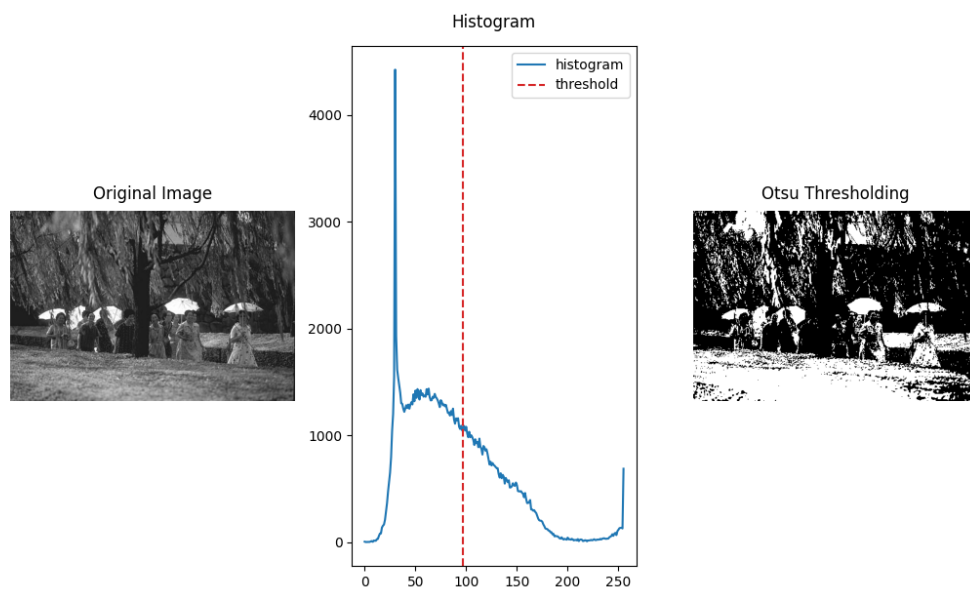 Histogram
histogram
threshold
4000
3000
2000
1000
0
0 50 100 150 200 250
Original Image
Otsu Thresholding